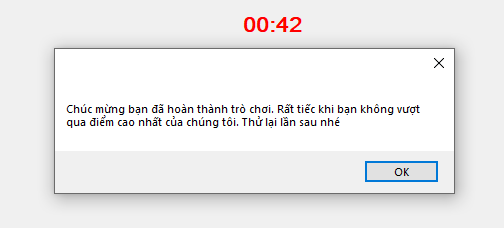 00:42
Chúc mừng bạn đã hoàn thành trò chơi. Rất tiếc khi bạn không vượt
qua điểm cao nhất của chúng tôi. Thử lại lần sau nhé
OK